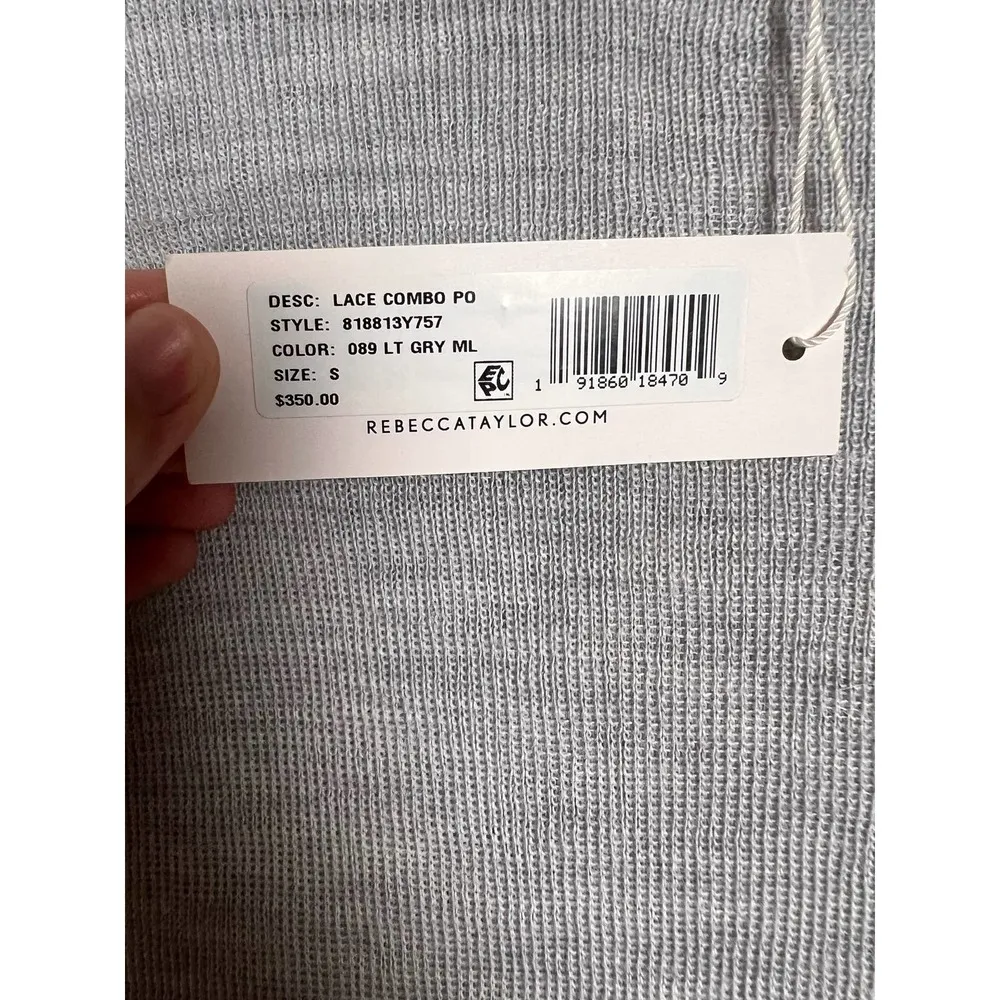 DESC: LACE COMBO PO
STYLE: 818813Y757
COLOR: 089 LT GRY ML
SIZE: S
$350.00
EPC
1 91860 18470 9
REBECCATAYLOR.COM